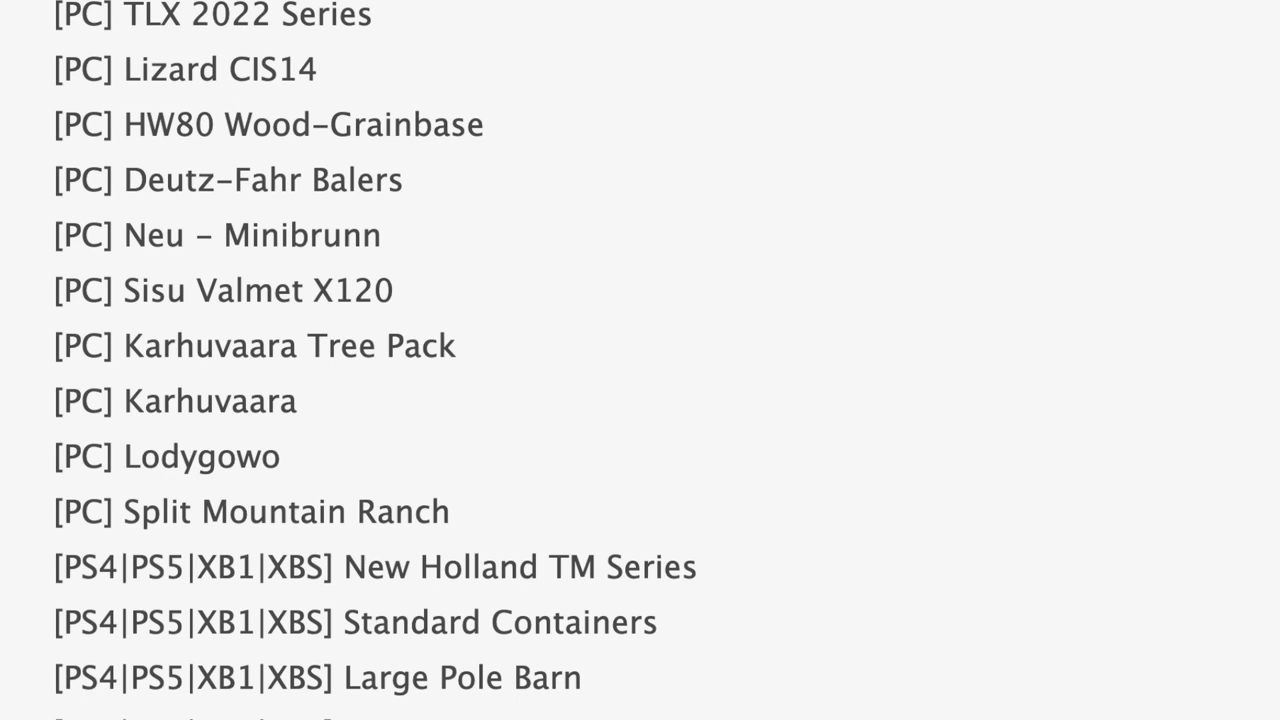 [PC] TLX 2022 Series
[PC] Lizard CIS14
[PC] HW80 Wood-Grainbase
[PC] Deutz-Fahr Balers
[PC] Neu - Minibrunn
[PC] Sisu Valmet X120
[PC] Karhuvaara Tree Pack
[PC] Karhuvaara
[PC] Lodygowo
[PC] Split Mountain Ranch
[PS4|PS5|XB1|XBS] New Holland TM Series
[PS4|PS5|XB1|XBS] Standard Containers
[PS4|PS5|XB1|XBS] Large Pole Barn